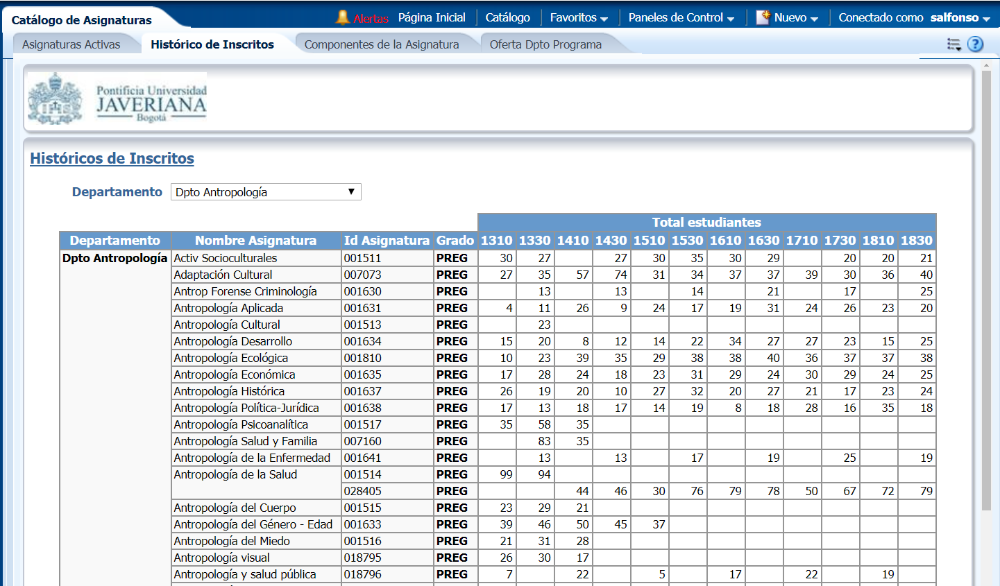 Catálogo de Asignaturas
Alertas Página Inicial Catálogo Favoritos Paneles de Control Nuevo Conectado como salfonso
Asignaturas Activas Histórico de Inscritos Componentes de la Asignatura Oferta Dpto Programa
Pontificia Universidad
JAVERIANA
Bogotá
Históricos de Inscritos
Departamento Dpto Antropología
Total estudiantes
Departamento Nombre Asignatura Id Asignatura Grado 1310 1330 1410 1430 1510 1530 1610 1630 1710 1730 1810 1830
Dpto Antropología Activ Socioculturales 001511 PREG 30 27 27 30 35 30 29 20 20 21
Adaptación Cultural 007073 PREG 27 35 57 74 31 34 37 37 39 30 36 40
Antrop Forense Criminología 001630 PREG 13 13 14 21 17 25
Antropología Aplicada 001631 PREG 4 11 26 9 24 17 19 31 24 26 23 20
Antropología Cultural 001513 PREG 23
Antropología Desarrollo 001634 PREG 15 20 8 12 14 22 34 27 27 23 15 25
Antropología Ecológica 001810 PREG 10 23 39 35 29 38 38 40 36 37 37 38
Antropología Económica 001635 PREG 17 28 24 18 23 31 29 24 30 29 24 25
Antropología Histórica 001637 PREG 26 19 20 10 27 32 20 27 21 17 23 24
Antropología Política-Jurídica 001638 PREG 17 13 18 17 14 19 8 18 28 16 35 18
Antropología Psicoanalítica 001517 PREG 35 58 35
Antropología Salud y Familia 007160 PREG 83 35
Antropología de la Enfermedad 001641 PREG 13 13 17 19 25 19
Antropología de la Salud 001514 PREG 99 94
028405 PREG 44 46 30 76 79 78 50 67 72 79
Antropología del Cuerpo 001515 PREG 23 29 21
Antropología del Género - Edad 001633 PREG 39 46 50 45 37
Antropología del Miedo 001516 PREG 21 31 28
Antropología visual 018795 PREG 26 30 17
Antropología y salud pública 018796 PREG 7 22 5 17 22 19